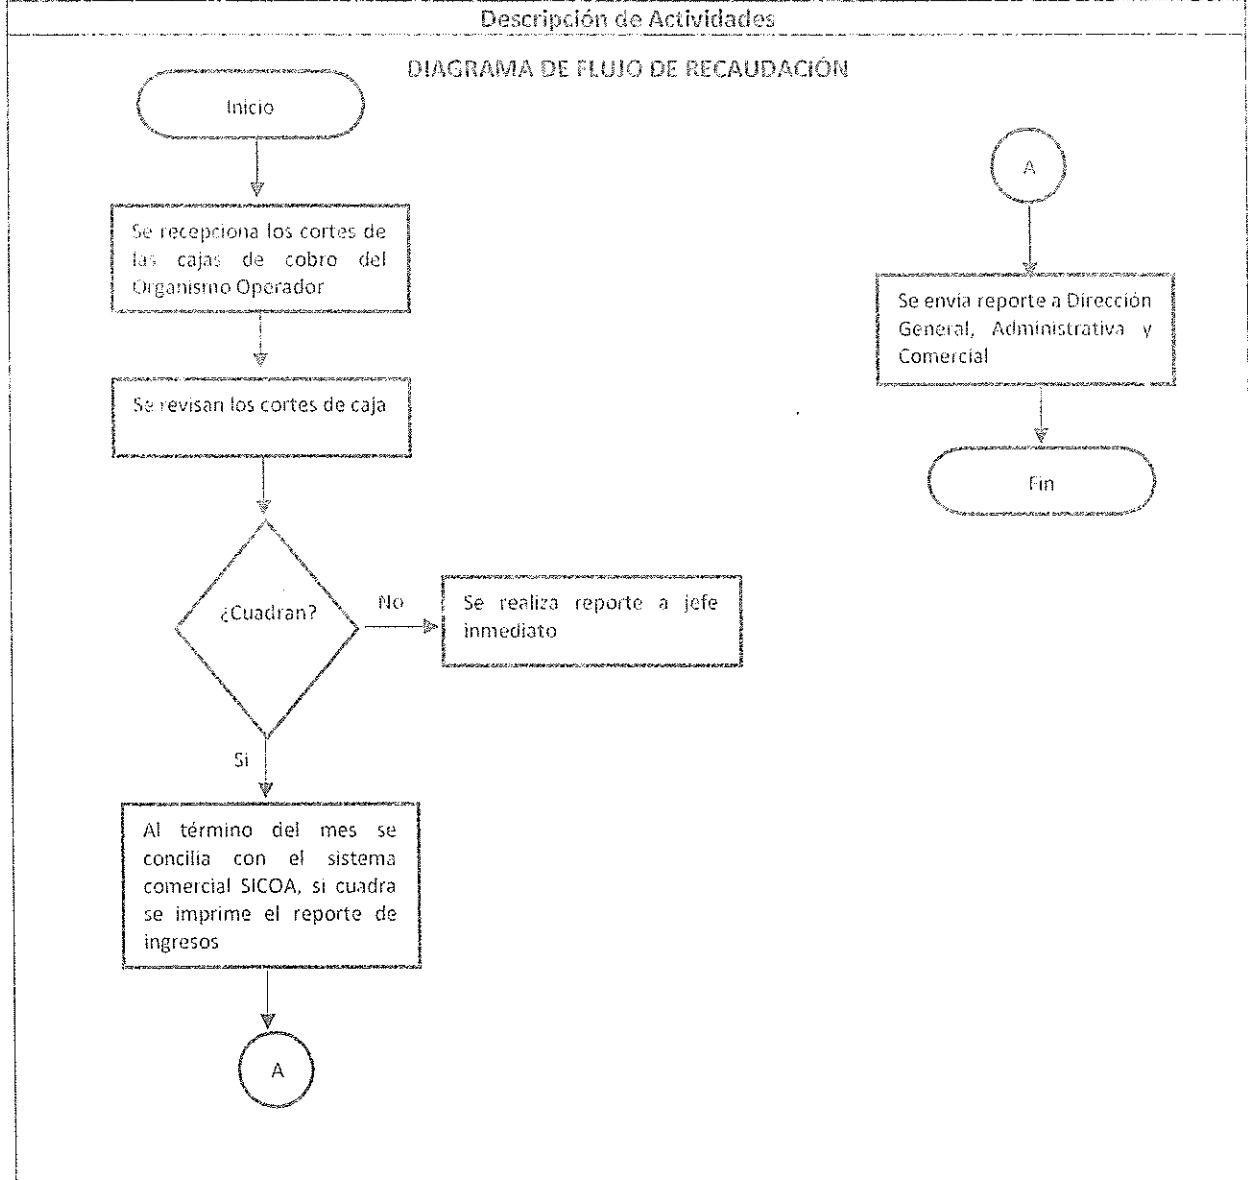 Descripción de Actividades
DIAGRAMA DE FLUJO DE RECAUDACIÓN
Inicio
Se recepciona los cortes de
las cajas de cobro del
Organismo Operador
Se revisan los cortes de caja
¿Cuadran?
No
Se realiza reporte a jefe
inmediato
Si
Al término del mes se
concilia con el sistema
comercial SICOA, si cuadra
se imprime el reporte de
ingresos
A
A
Se envía reporte a Dirección
General, Administrativa y
Comercial
Fin